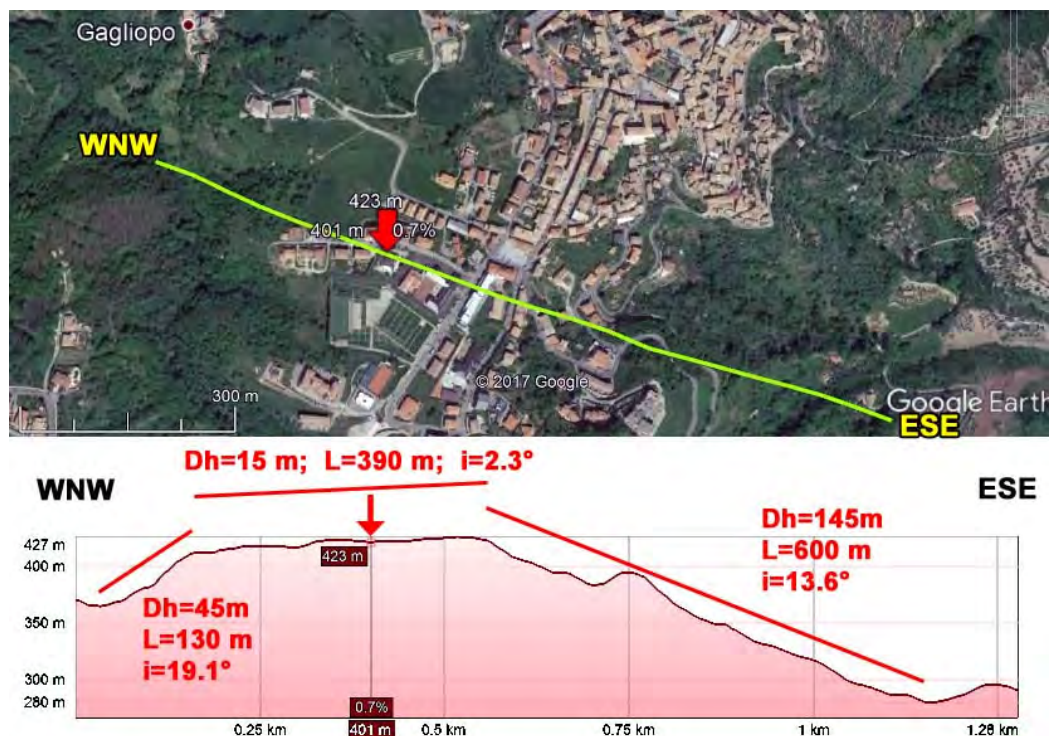 Gagliopo
WNW
423 m
401 m 0.7%
© 2017 Google
300 m
Google Earth
ESE
Dh=15 m; L=390 m; i=2.3°
WNW
ESE
Dh=145m
L=600 m
i=13.6°
427 m
400 m
350 m
300 m
280 m
423 m
Dh=45m
L=130 m
i=19.1°
0.7%
0.25 km
401 m
0.5 km
0.75 km
1 km
1.28 km